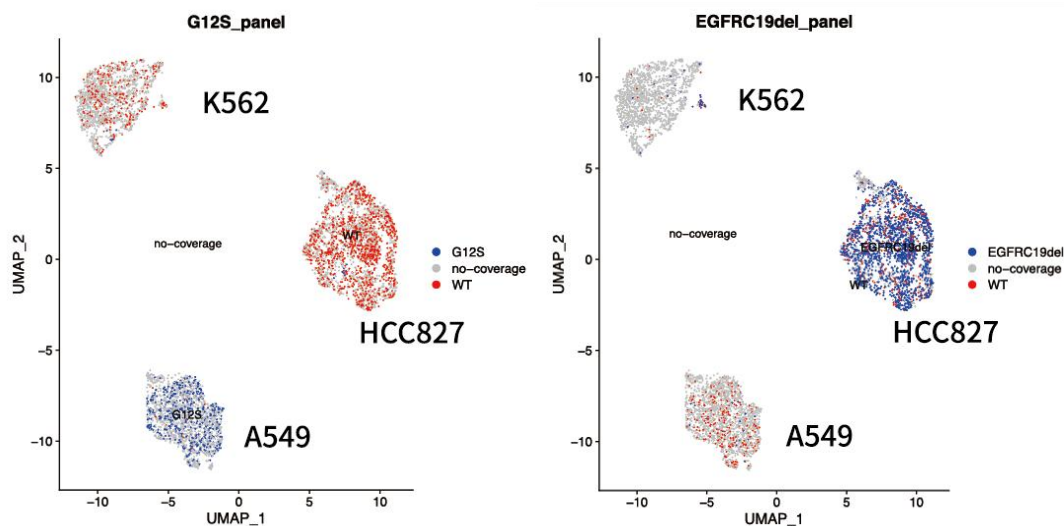 G12S_panel
10
5
0
−5
−10
UMAP_2
−10
−5
0
5
10
UMAP_1
K562
WT
no-coverage
HCC827
G12S
A549
G12S
no-coverage
WT
EGFRC19del_panel
10
5
0
−5
−10
UMAP_2
−10
−5
0
5
10
UMAP_1
K562
no-coverage
EGFRC19del
WT
HCC827
A549
EGFRC19del
no-coverage
WT